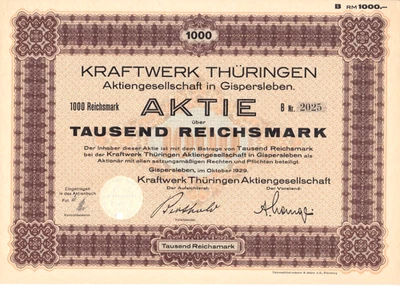 B RM 1000.—
1000
KRAFTWERK THÜRINGEN
Aktiengesellschaft in Gispersleben.
1000 Reichsmark AKTIE B Nr. 2025
über
TAUSEND REICHSMARK
Der Inhaber dieser Aktie ist mit dem Betrage von Tausend Reichsmark
bei der Kraftwerk Thüringen Aktiengesellschaft in Gispersleben als
Aktionär mit allen satzungsmäßigen Rechten und Pflichten beteiligt.
Gispersleben, im Oktober 1929.
Kraftwerk Thüringen Aktiengesellschaft
Der Aufsichtsrat: Der Vorstand:
Eingetragen
in das Aktienbuch
Fol.
Tausend Reichsmark